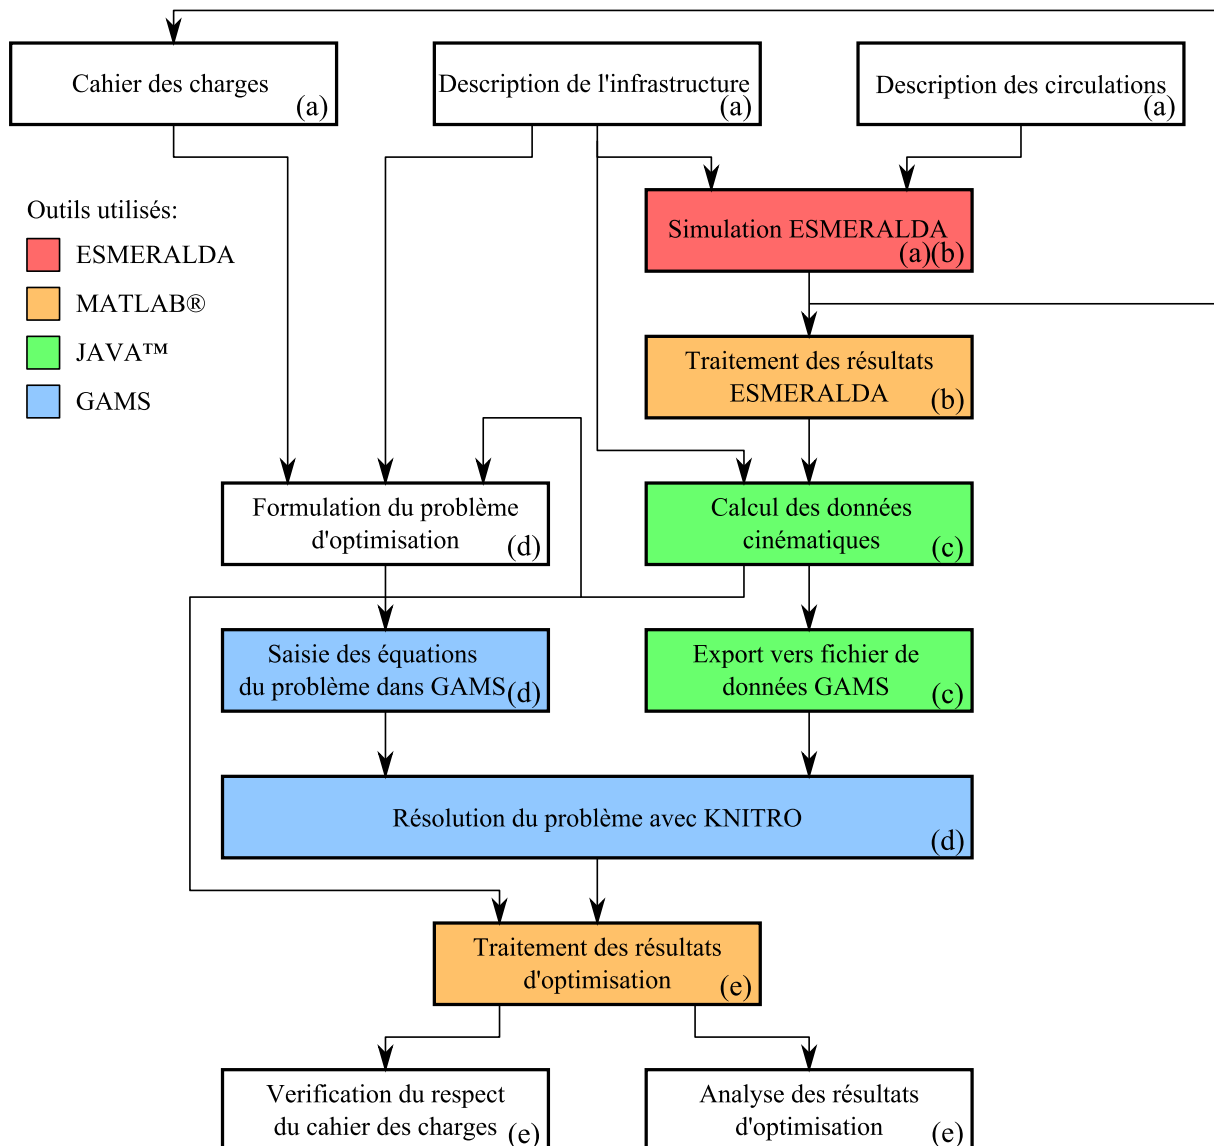 Cahier des charges
(a)
Description de l'infrastructure
(a)
Description des circulations
(a)
Outils utilisés:
ESMERALDA
MATLAB®
JAVA™
GAMS
Simulation ESMERALDA
(a)(b)
Traitement des résultats
ESMERALDA
(b)
Formulation du problème
d'optimisation
(d)
Calcul des données
cinématiques
(c)
Saisie des équations
du problème dans GAMS
(d)
Export vers fichier de
données GAMS
(c)
Résolution du problème avec KNITRO
(d)
Traitement des résultats
d'optimisation
(e)
Verification du respect
du cahier des charges
(e)
Analyse des résultats
d'optimisation
(e)